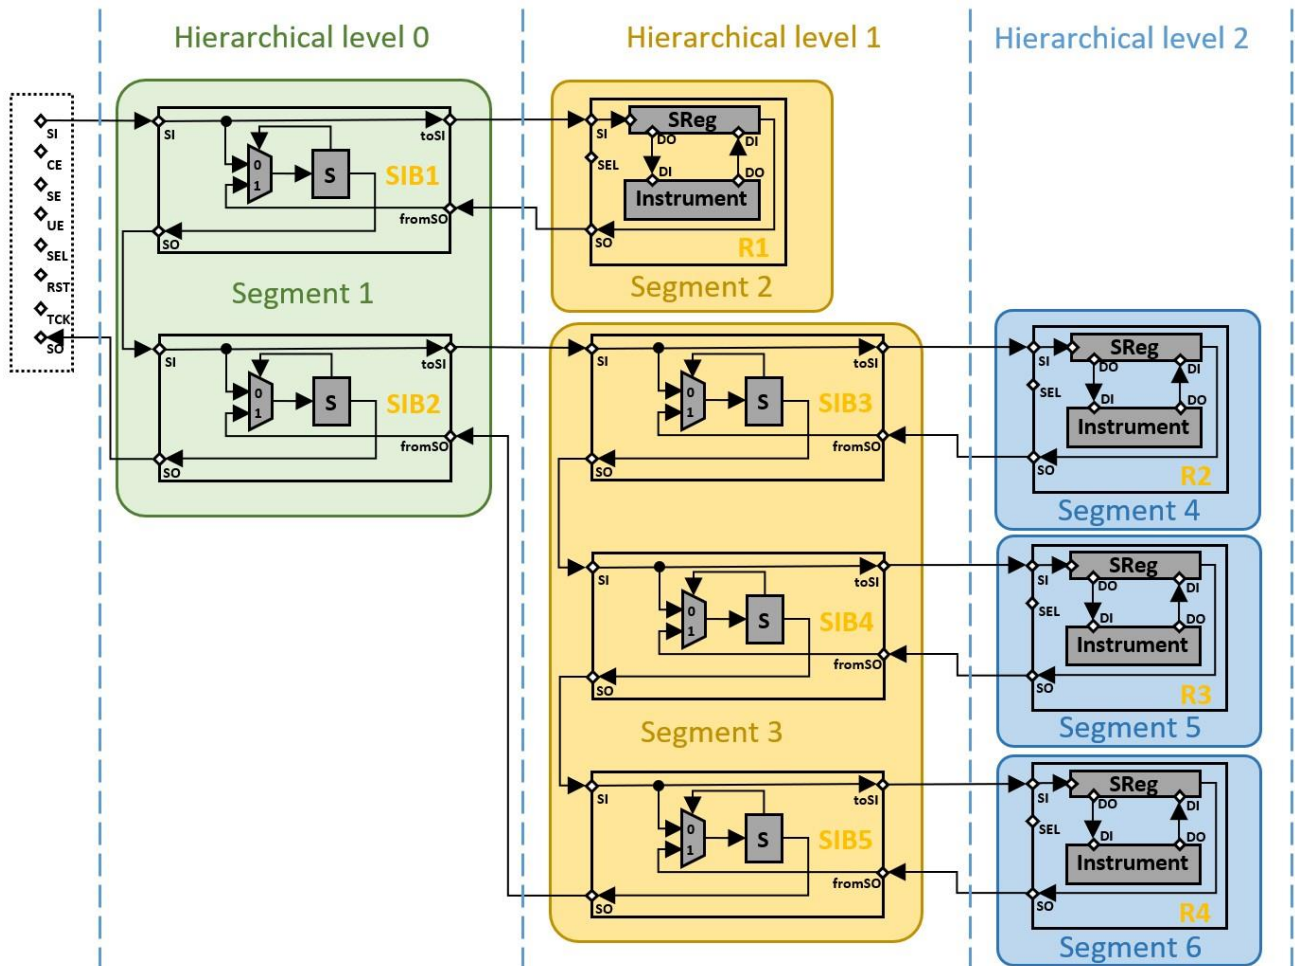 Hierarchical level 0
Hierarchical level 1
Hierarchical level 2
SI
CE
SE
UE
SEL
RST
TCK
SO
SI
toSI
0
1
S
SIB1
fromSO
SO
Segment 1
SI
toSI
0
1
S
SIB2
fromSO
SO
SI
SReg
DO
DI
SEL
DI
DO
Instrument
SO
R1
Segment 2
SI
toSI
0
1
S
SIB3
fromSO
SO
SI
toSI
0
1
S
SIB4
fromSO
SO
Segment 3
SI
toSI
0
1
S
SIB5
fromSO
SO
SI
SReg
DO
DI
SEL
DI
DO
Instrument
SO
R2
Segment 4
SI
SReg
DO
DI
SEL
DI
DO
Instrument
SO
R3
Segment 5
SI
SReg
DO
DI
SEL
DI
DO
Instrument
SO
R4
Segment 6